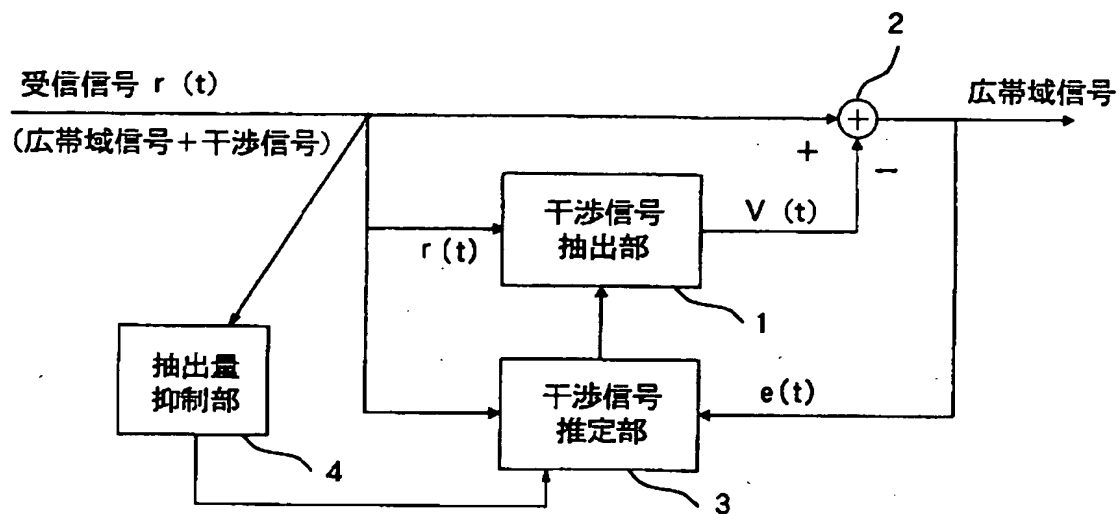 2
受信信号 r (t)
広帯域信号
(広帯域信号+干渉信号)
+
+
−
干渉信号
抽出部
V (t)
r(t)
1
抽出量
抑制部
干渉信号
推定部
e(t)
4
3